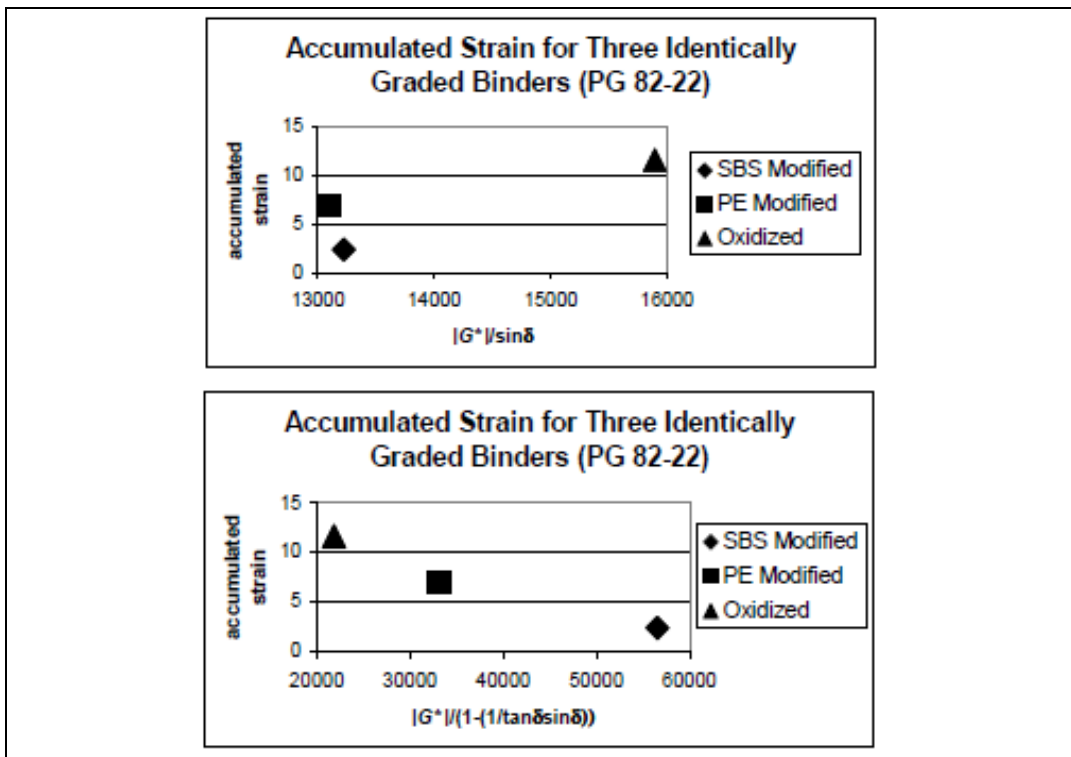 Accumulated Strain for Three Identically
Graded Binders (PG 82-22)
accumulated
strain
15
10
5
0
13000 14000 15000 16000
|G*|/sinδ
SBS Modified
PE Modified
Oxidized
Accumulated Strain for Three Identically
Graded Binders (PG 82-22)
accumulated
strain
15
10
5
0
20000 30000 40000 50000 60000
|G*|/(1-(1/tanδsinδ))
SBS Modified
PE Modified
Oxidized